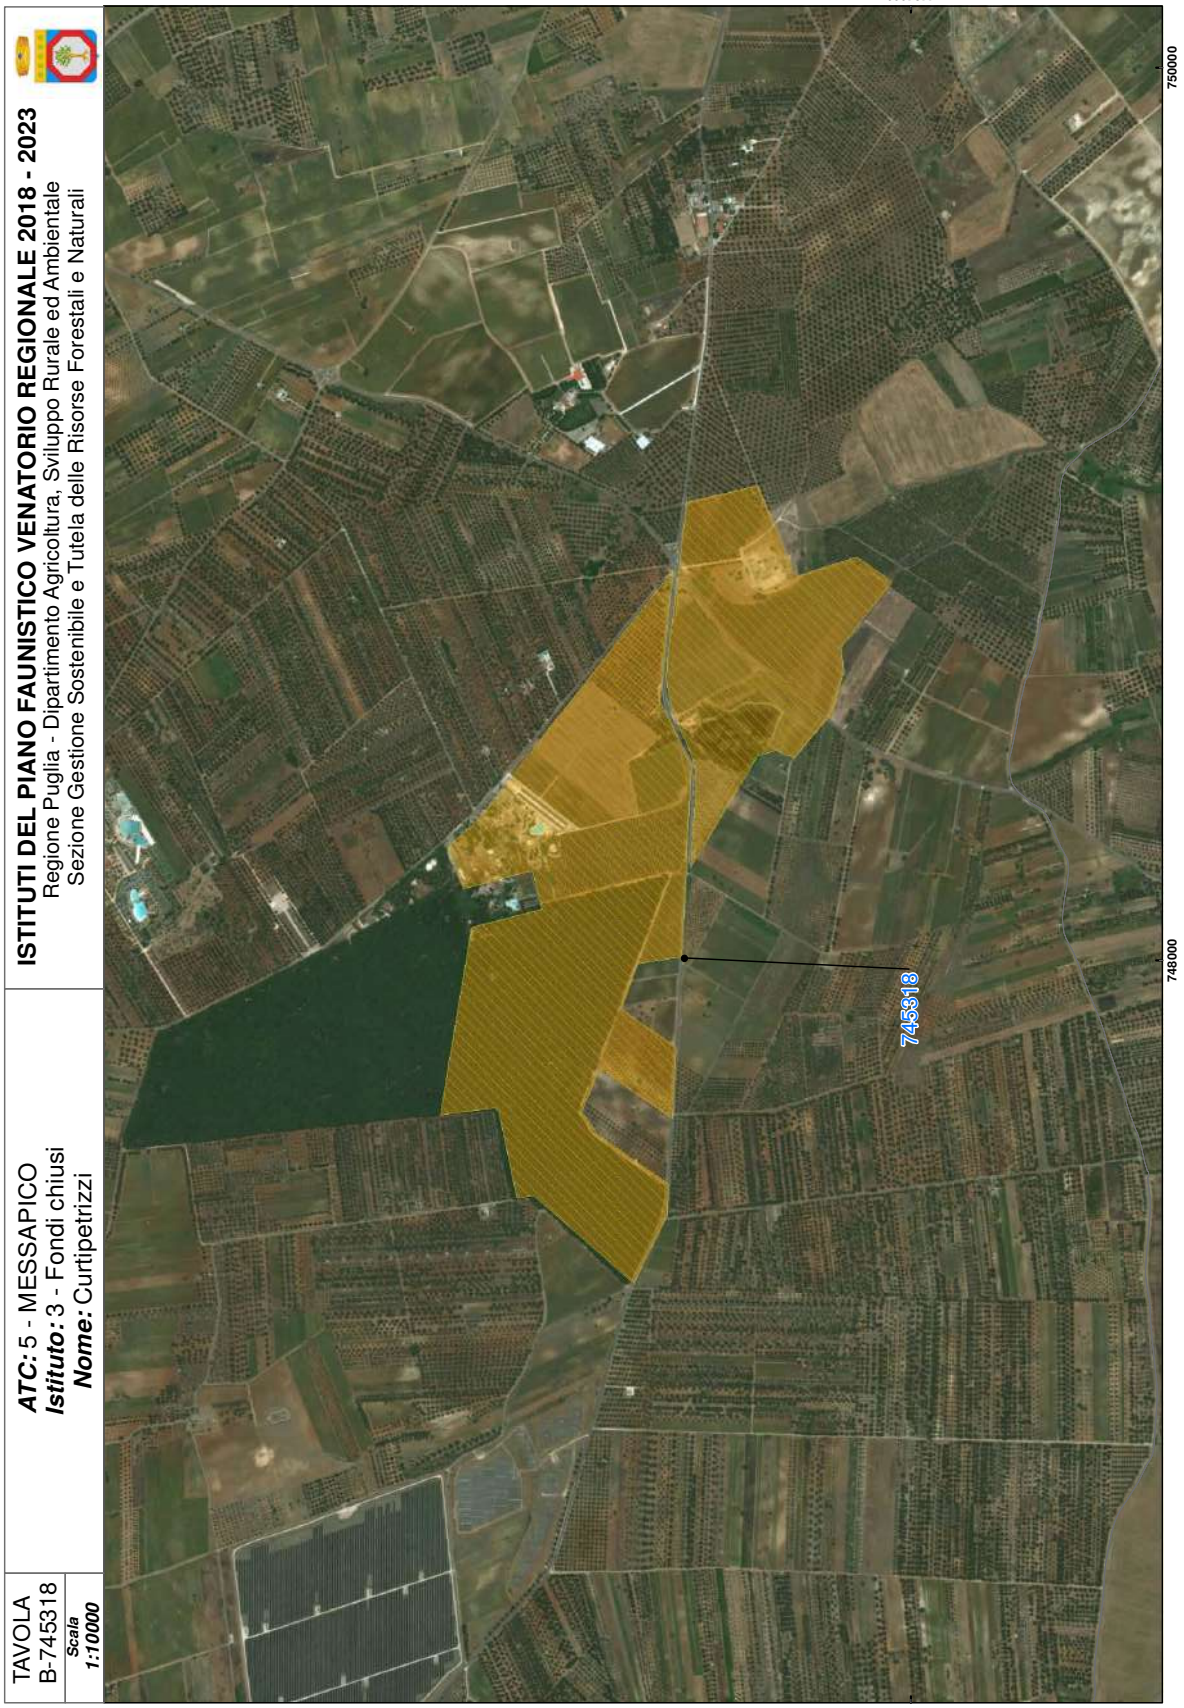 TAVOLA
B-745318
Scala
1:10000
ATC: 5 - MESSAPICO
Istituto: 3 - Fondi chiusi
Nome: Curtipetrizzi
ISTITUTI DEL PIANO FAUNISTICO VENATORIO REGIONALE 2018 - 2023
Regione Puglia - Dipartimento Agricoltura, Sviluppo Rurale ed Ambientale
Sezione Gestione Sostenibile e Tutela delle Risorse Forestali e Naturali
745318
748000
750000